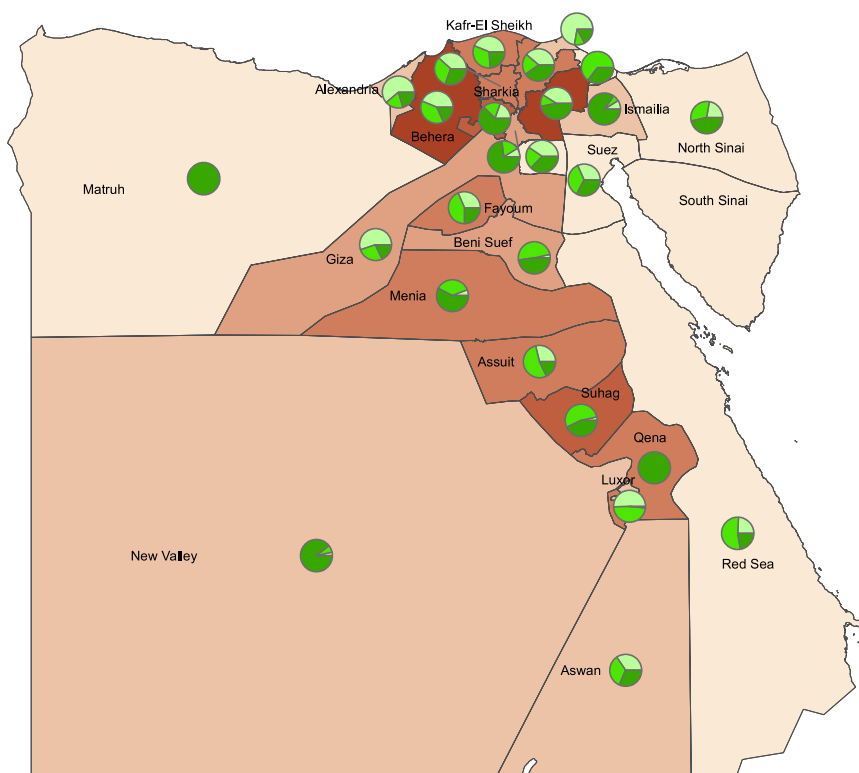 Kafr-El Sheikh
Alexandria
Sharkia
Ismailia
Behera
Suez
North Sinai
Matruh
South Sinai
Fayoum
Beni Suef
Giza
Menia
Assuit
Suhag
Qena
Luxor
New Valley
Red Sea
Aswan